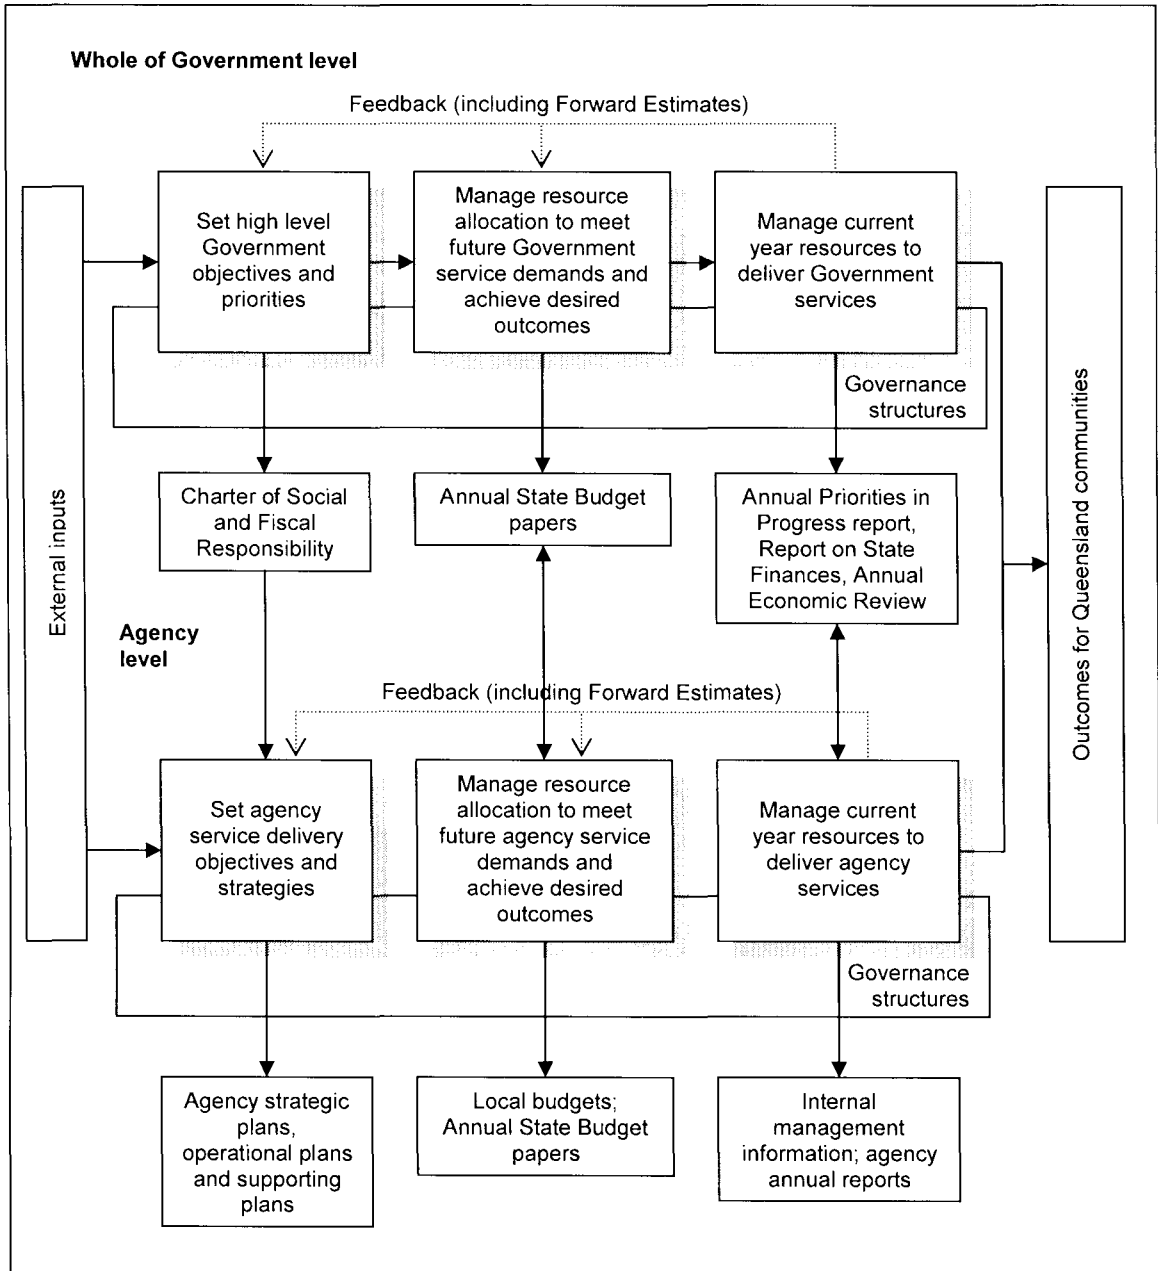 Whole of Government level
Feedback (including Forward Estimates)
Set high level
Government
objectives and
priorities
Manage resource
allocation to meet
future Government
service demands and
achieve desired
outcomes
Manage current
year resources to
deliver Government
services
Governance
structures
External inputs
Outcomes for Queensland communities
Charter of Social
and Fiscal
Responsibility
Annual State Budget
papers
Annual Priorities in
Progress report,
Report on State
Finances, Annual
Economic Review
Agency
level
Feedback (including Forward Estimates)
Set agency
service delivery
objectives and
strategies
Manage resource
allocation to meet
future agency service
demands and
achieve desired
outcomes
Manage current
year resources to
deliver agency
services
Governance
structures
Agency strategic
plans,
operational plans
and supporting
plans
Local budgets;
Annual State Budget
papers
Internal
management
information; agency
annual reports